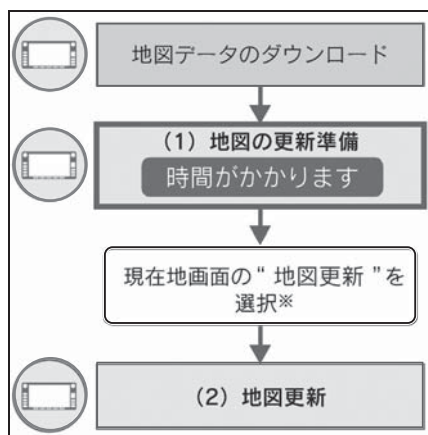 地図データのダウンロード
(1) 地図の更新準備
時間がかかります
現在地画面の“ 地図更新 ”を
選択※
(2) 地図更新